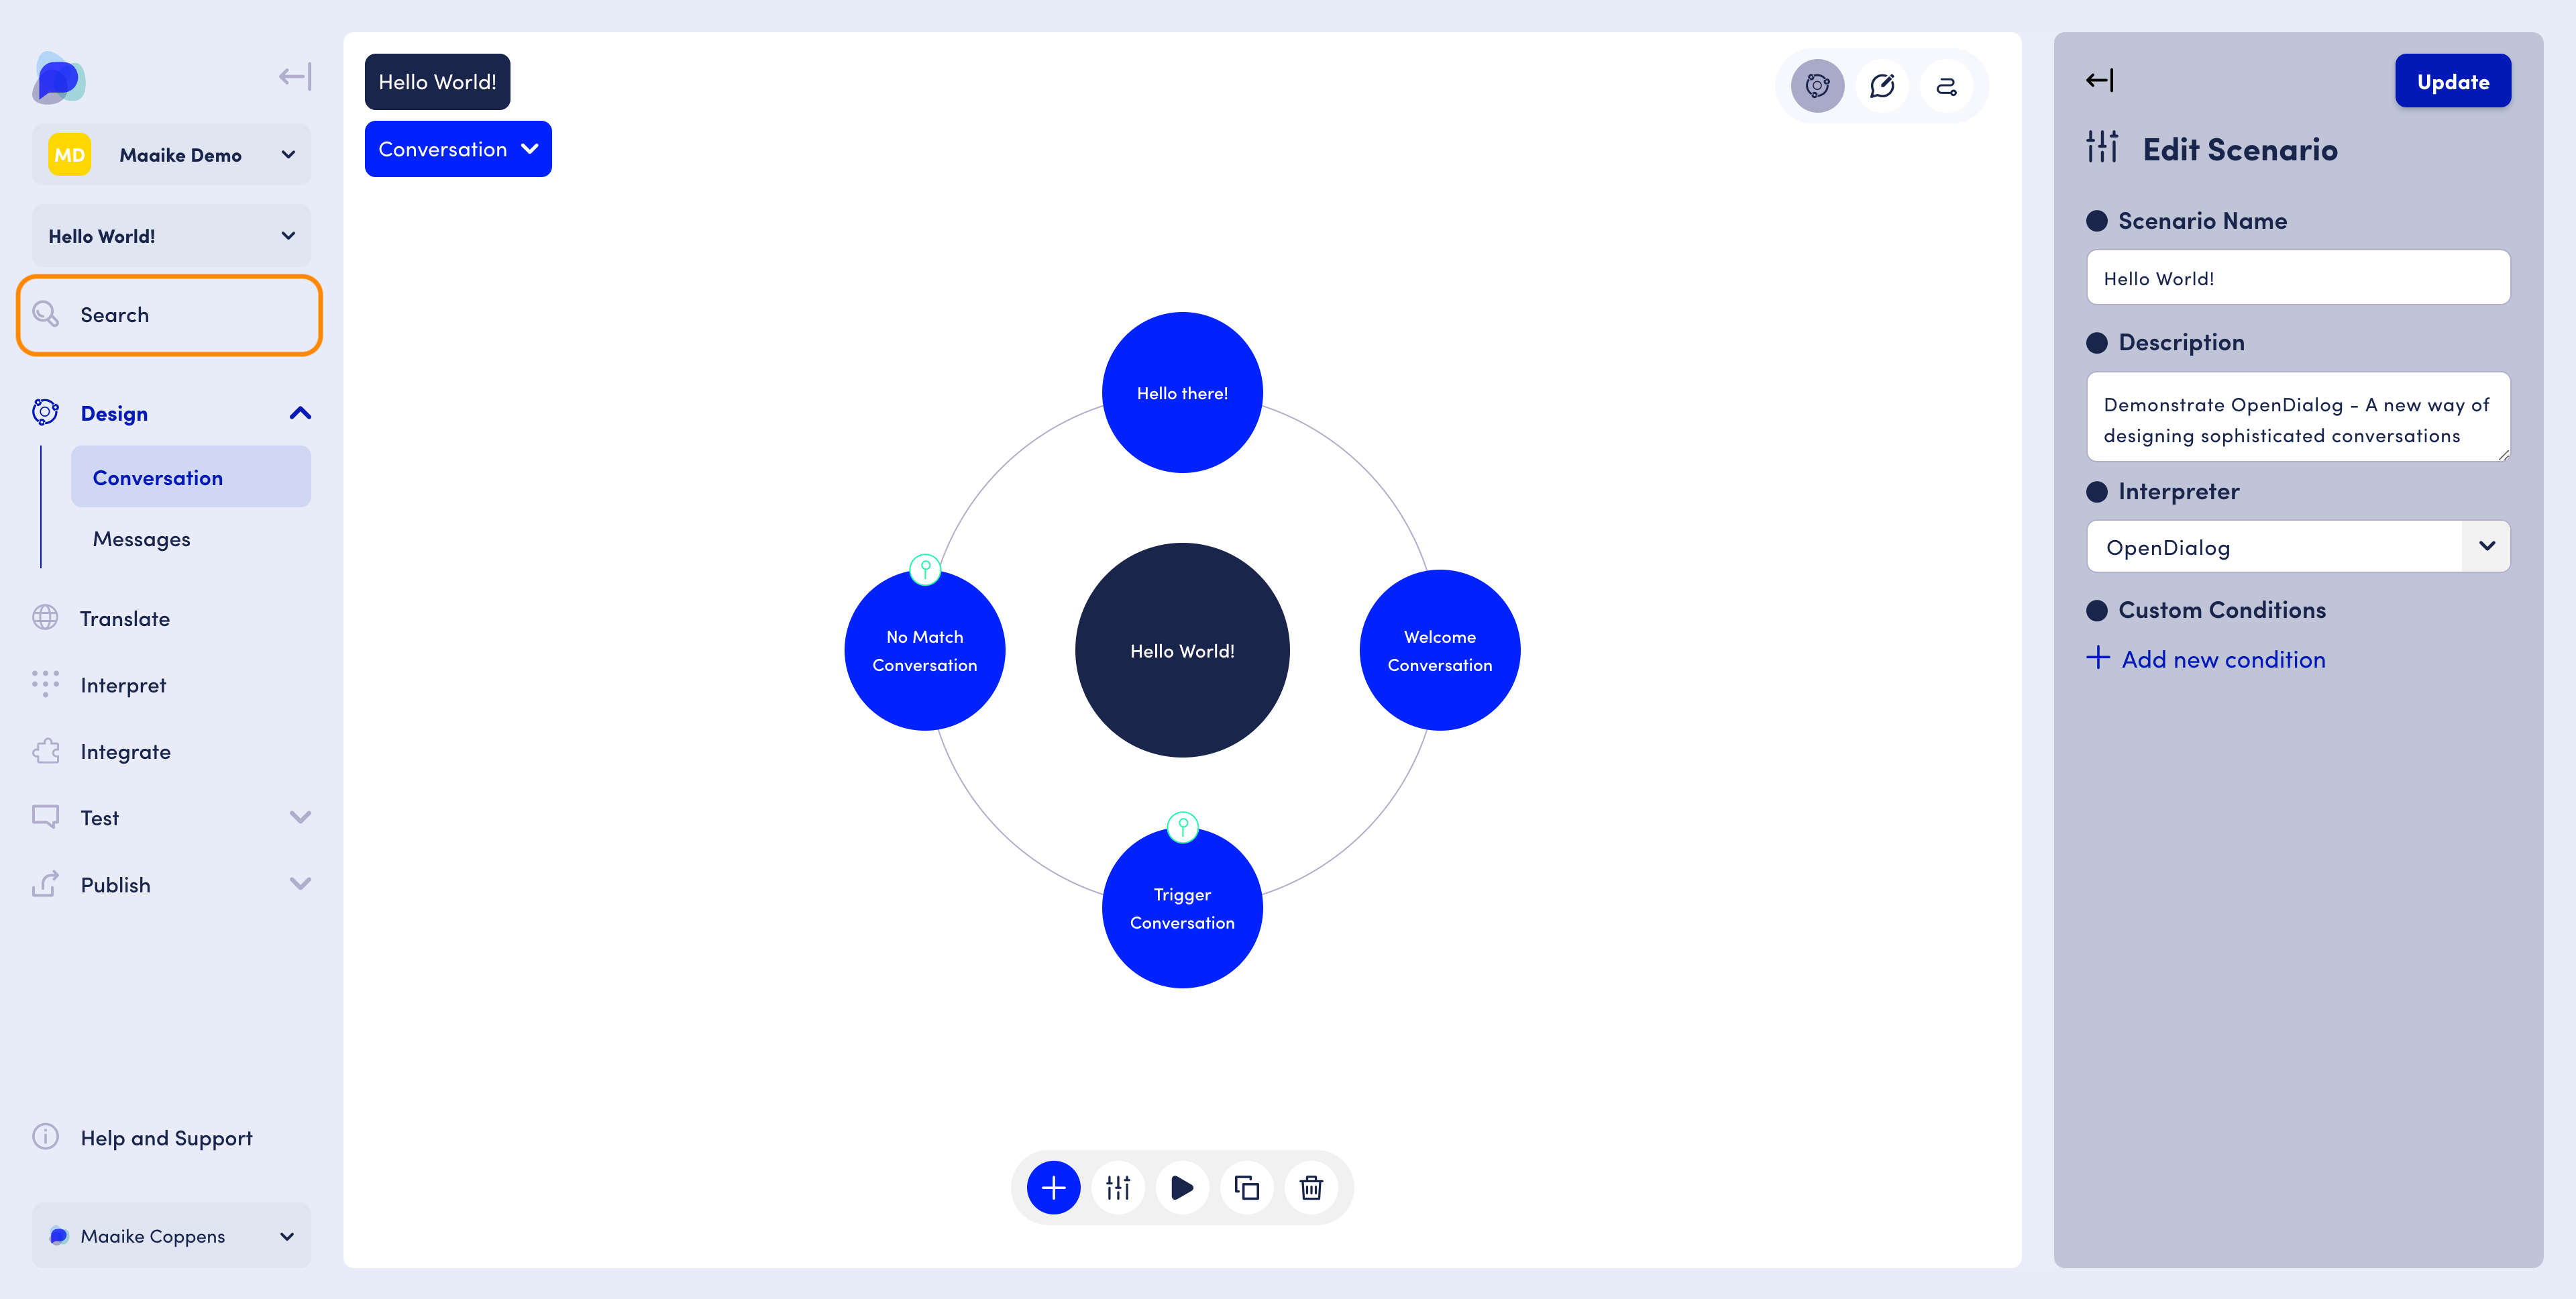 MD
Maaike Demo
Hello World!
Search
Design
Conversation
Messages
Translate
Interpret
Integrate
Test
Publish
Help and Support
Maaike Coppens
Hello World!
Conversation
Hello there!
No Match
Conversation
Hello World!
Welcome
Conversation
Trigger
Conversation
Update
Edit Scenario
Scenario Name
Hello World!
Description
Demonstrate OpenDialog - A new way of
designing sophisticated conversations
Interpreter
OpenDialog
Custom Conditions
Add new condition